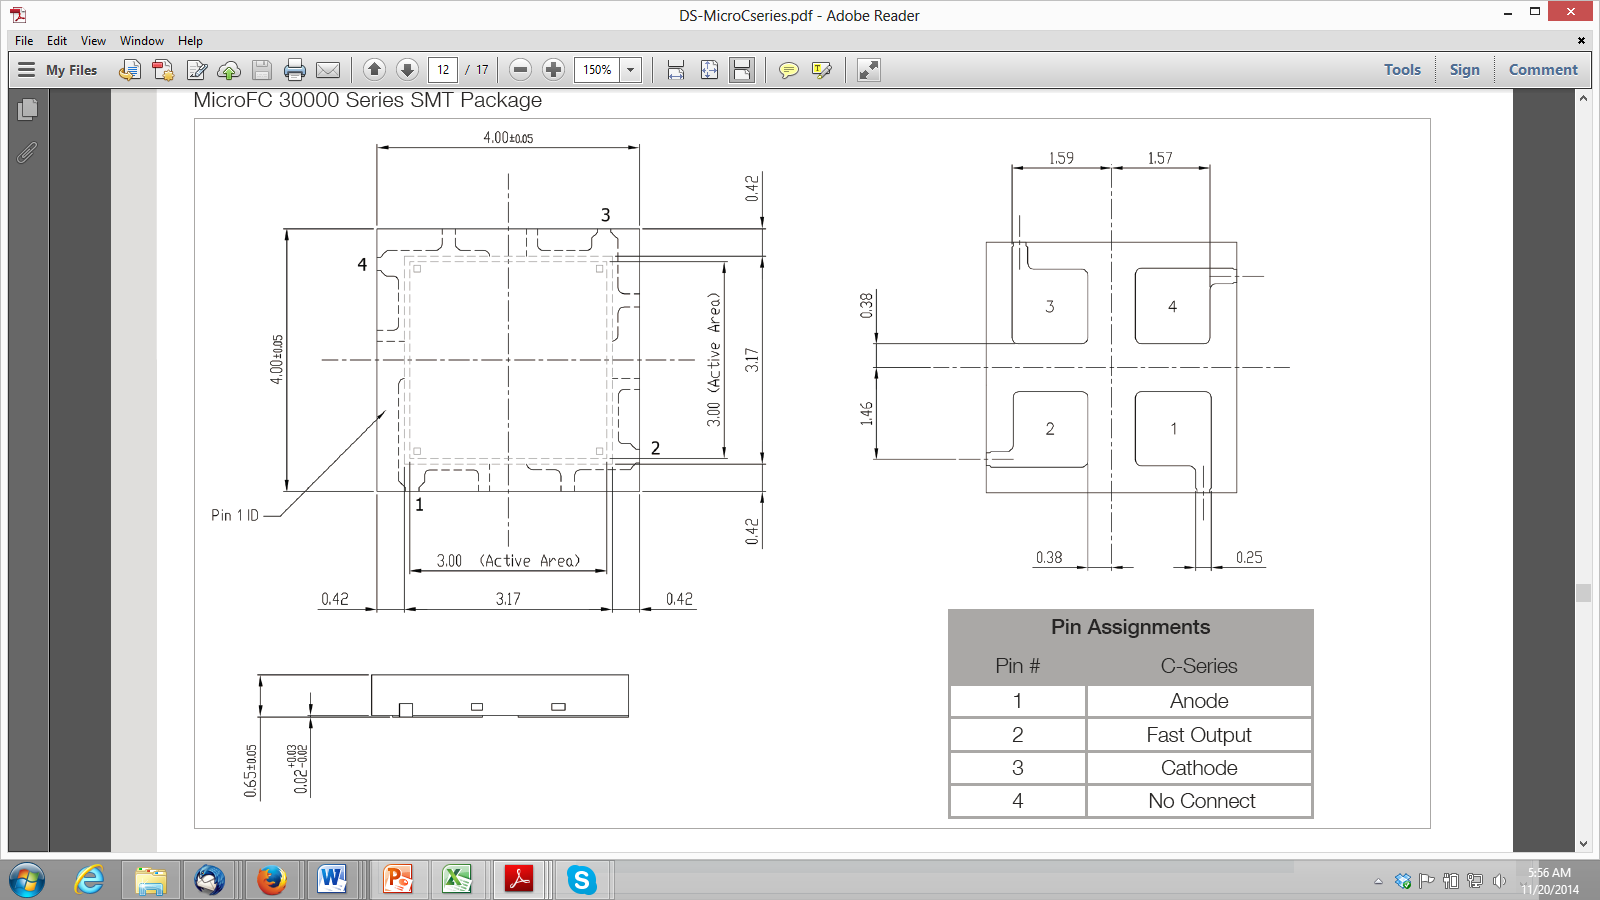 DS-MicroCseries.pdf - Adobe Reader
File Edit View Window Help
My Files 12 / 17 150% Tools Sign Comment
MicroFC 30000 Series SMT Package
4.00±0.05
0.42
3
4
4.00±0.05
3.00 (Active Area)
3.17
2
1
Pin 1 ID
0.42
3.00 (Active Area)
0.42 3.17 0.42
1.59 1.57
3 4
0.38
1.46
2 1
0.38 0.25
0.65±0.05
0.02 +0.03 -0.02
Pin Assignments
Pin # C-Series
1 Anode
2 Fast Output
3 Cathode
4 No Connect
5:56 AM
11/20/2014